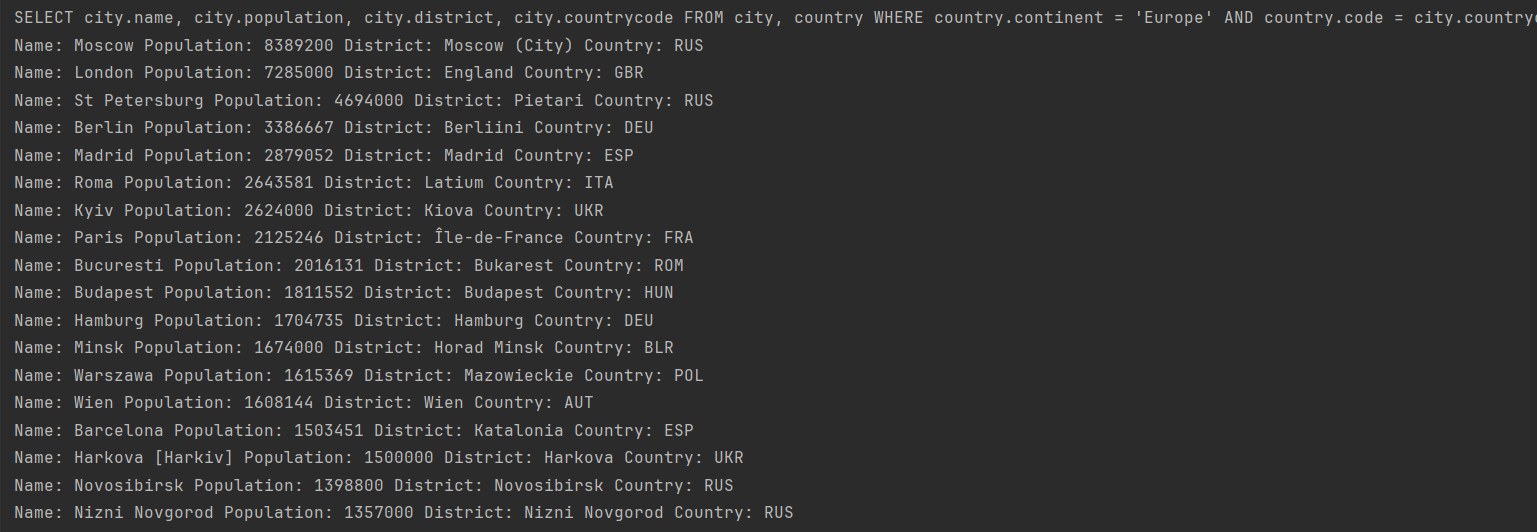 SELECT city.name, city.population, city.district, city.countrycode FROM city, country WHERE country.continent = 'Europe' AND country.code =
Name: Moscow Population: 8389200 District: Moscow (City) Country: RUS
Name: London Population: 7285000 District: England Country: GBR
Name: St Petersburg Population: 4694000 District: Pietari Country: RUS
Name: Berlin Population: 3386667 District: Berliini Country: DEU
Name: Madrid Population: 2879052 District: Madrid Country: ESP
Name: Roma Population: 2643581 District: Latium Country: ITA
Name: Kyiv Population: 2624000 District: Kiova Country: UKR
Name: Paris Population: 2125246 District: Île-de-France Country: FRA
Name: Bucuresti Population: 2016131 District: Bukarest Country: ROM
Name: Budapest Population: 1811552 District: Budapest Country: HUN
Name: Hamburg Population: 1704735 District: Hamburg Country: DEU
Name: Minsk Population: 1674000 District: Horad Minsk Country: BLR
Name: Warszawa Population: 1615369 District: Mazowieckie Country: POL
Name: Wien Population: 1608144 District: Wien Country: AUT
Name: Barcelona Population: 1503451 District: Katalonia Country: ESP
Name: Harkova [Harkiv] Population: 1500000 District: Harkova Country: UKR
Name: Novosibirsk Population: 1398800 District: Novosibirsk Country: RUS
Name: Nizni Novgorod Population: 1357000 District: Nizni Novgorod Country: RUS